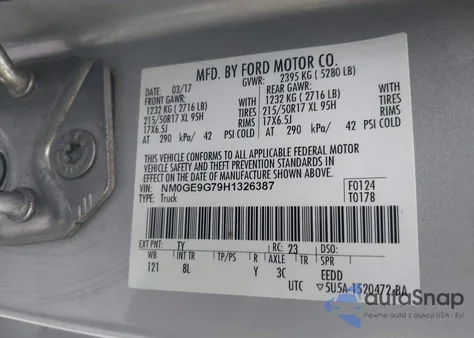 MFD. BY FORD MOTOR CO.
DATE: 03/17 GVWR: 2395 KG ( 5280 LB)
FRONT GAWR: REAR GAWR:
1232 KG (2716 LB) 1232 KG (2716 LB) WITH
215/50R17 XL 95H 215/50R17 XL 95H TIRES
17X6.5J 17X6.5J RIMS
AT 290 kPa/ 42 PSI COLD AT 290 kPa/ 42 PSI COLD
THIS VEHICLE CONFORMS TO ALL APPLICABLE FEDERAL MOTOR
VEHICLE SAFETY AND THEFT PREVENTION STANDARDS IN
EFFECT ON THE DATE OF MANUFACTURE SHOWN ABOVE.
VIN: NM0GE9G79H1326387 F0124
TYPE: Truck T0178
EXT PNT: TY RC: 23 DSO:
WB INT TR TP/PS R AXLE TR SPR
121 BL Y 3C EEDD
UTC ▽5U5A-1520472-BA
autaSnap
Pewne auto z USA